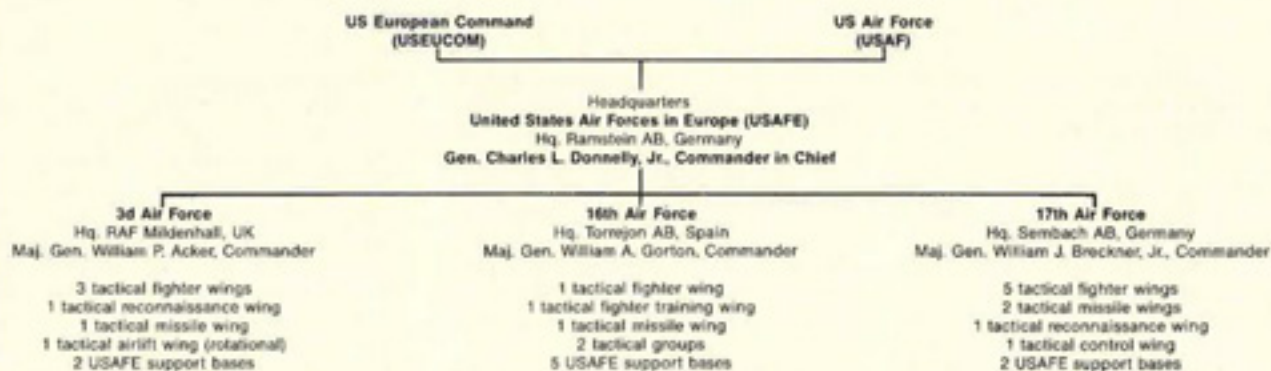 US European Command
(USEUCOM)
US Air Force
(USAF)
Headquarters
United States Air Forces in Europe (USAFE)
Hq. Ramstein AB, Germany
Gen. Charles L. Donnelly, Jr., Commander in Chief
3d Air Force
Hq. RAF Mildenhall, UK
Maj. Gen. William P. Acker, Commander
3 tactical fighter wings
1 tactical reconnaissance wing
1 tactical missile wing
1 tactical airlift wing (rotational)
2 USAFE support bases
16th Air Force
Hq. Torrejon AB, Spain
Maj. Gen. William A. Gorton, Commander
1 tactical fighter wing
1 tactical fighter training wing
1 tactical missile wing
2 tactical groups
5 USAFE support bases
17th Air Force
Hq. Sembach AB, Germany
Maj. Gen. William J. Breckner, Jr., Commander
5 tactical fighter wings
2 tactical missile wings
1 tactical reconnaissance wing
1 tactical control wing
2 USAFE support bases